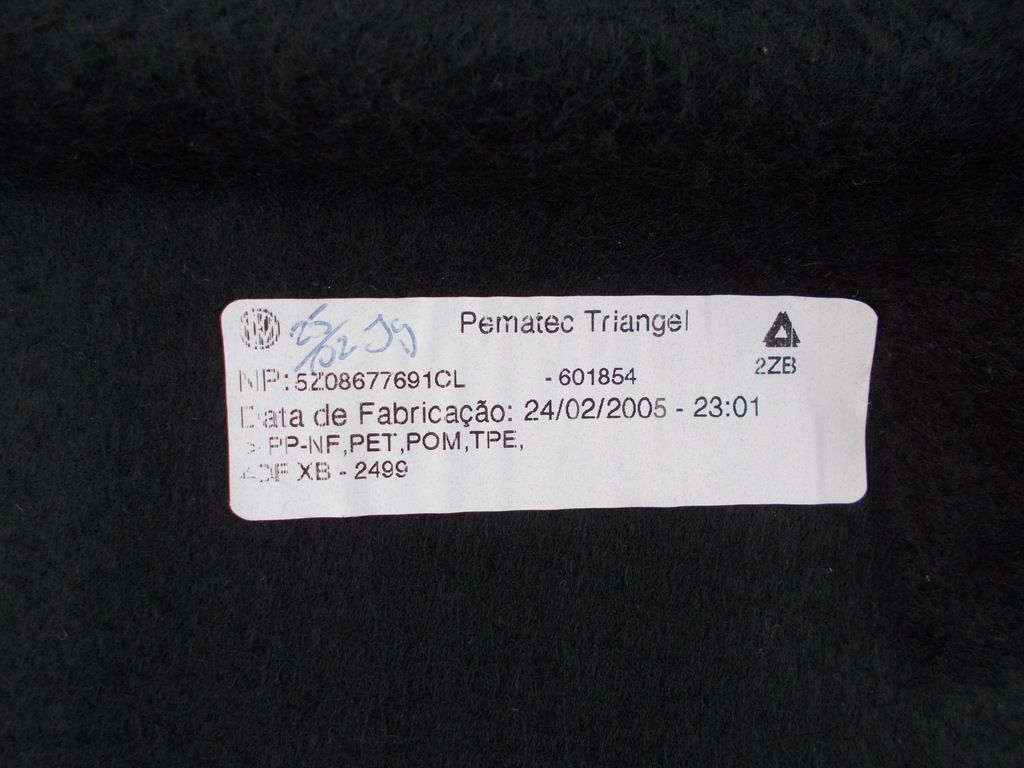 Pematec Triangel
2ZB
NP: 5Z08677691CL - 601854
Data de Fabricação: 24/02/2005 - 23:01
> PP-NF,PET,POM,TPE,
XB - 2499